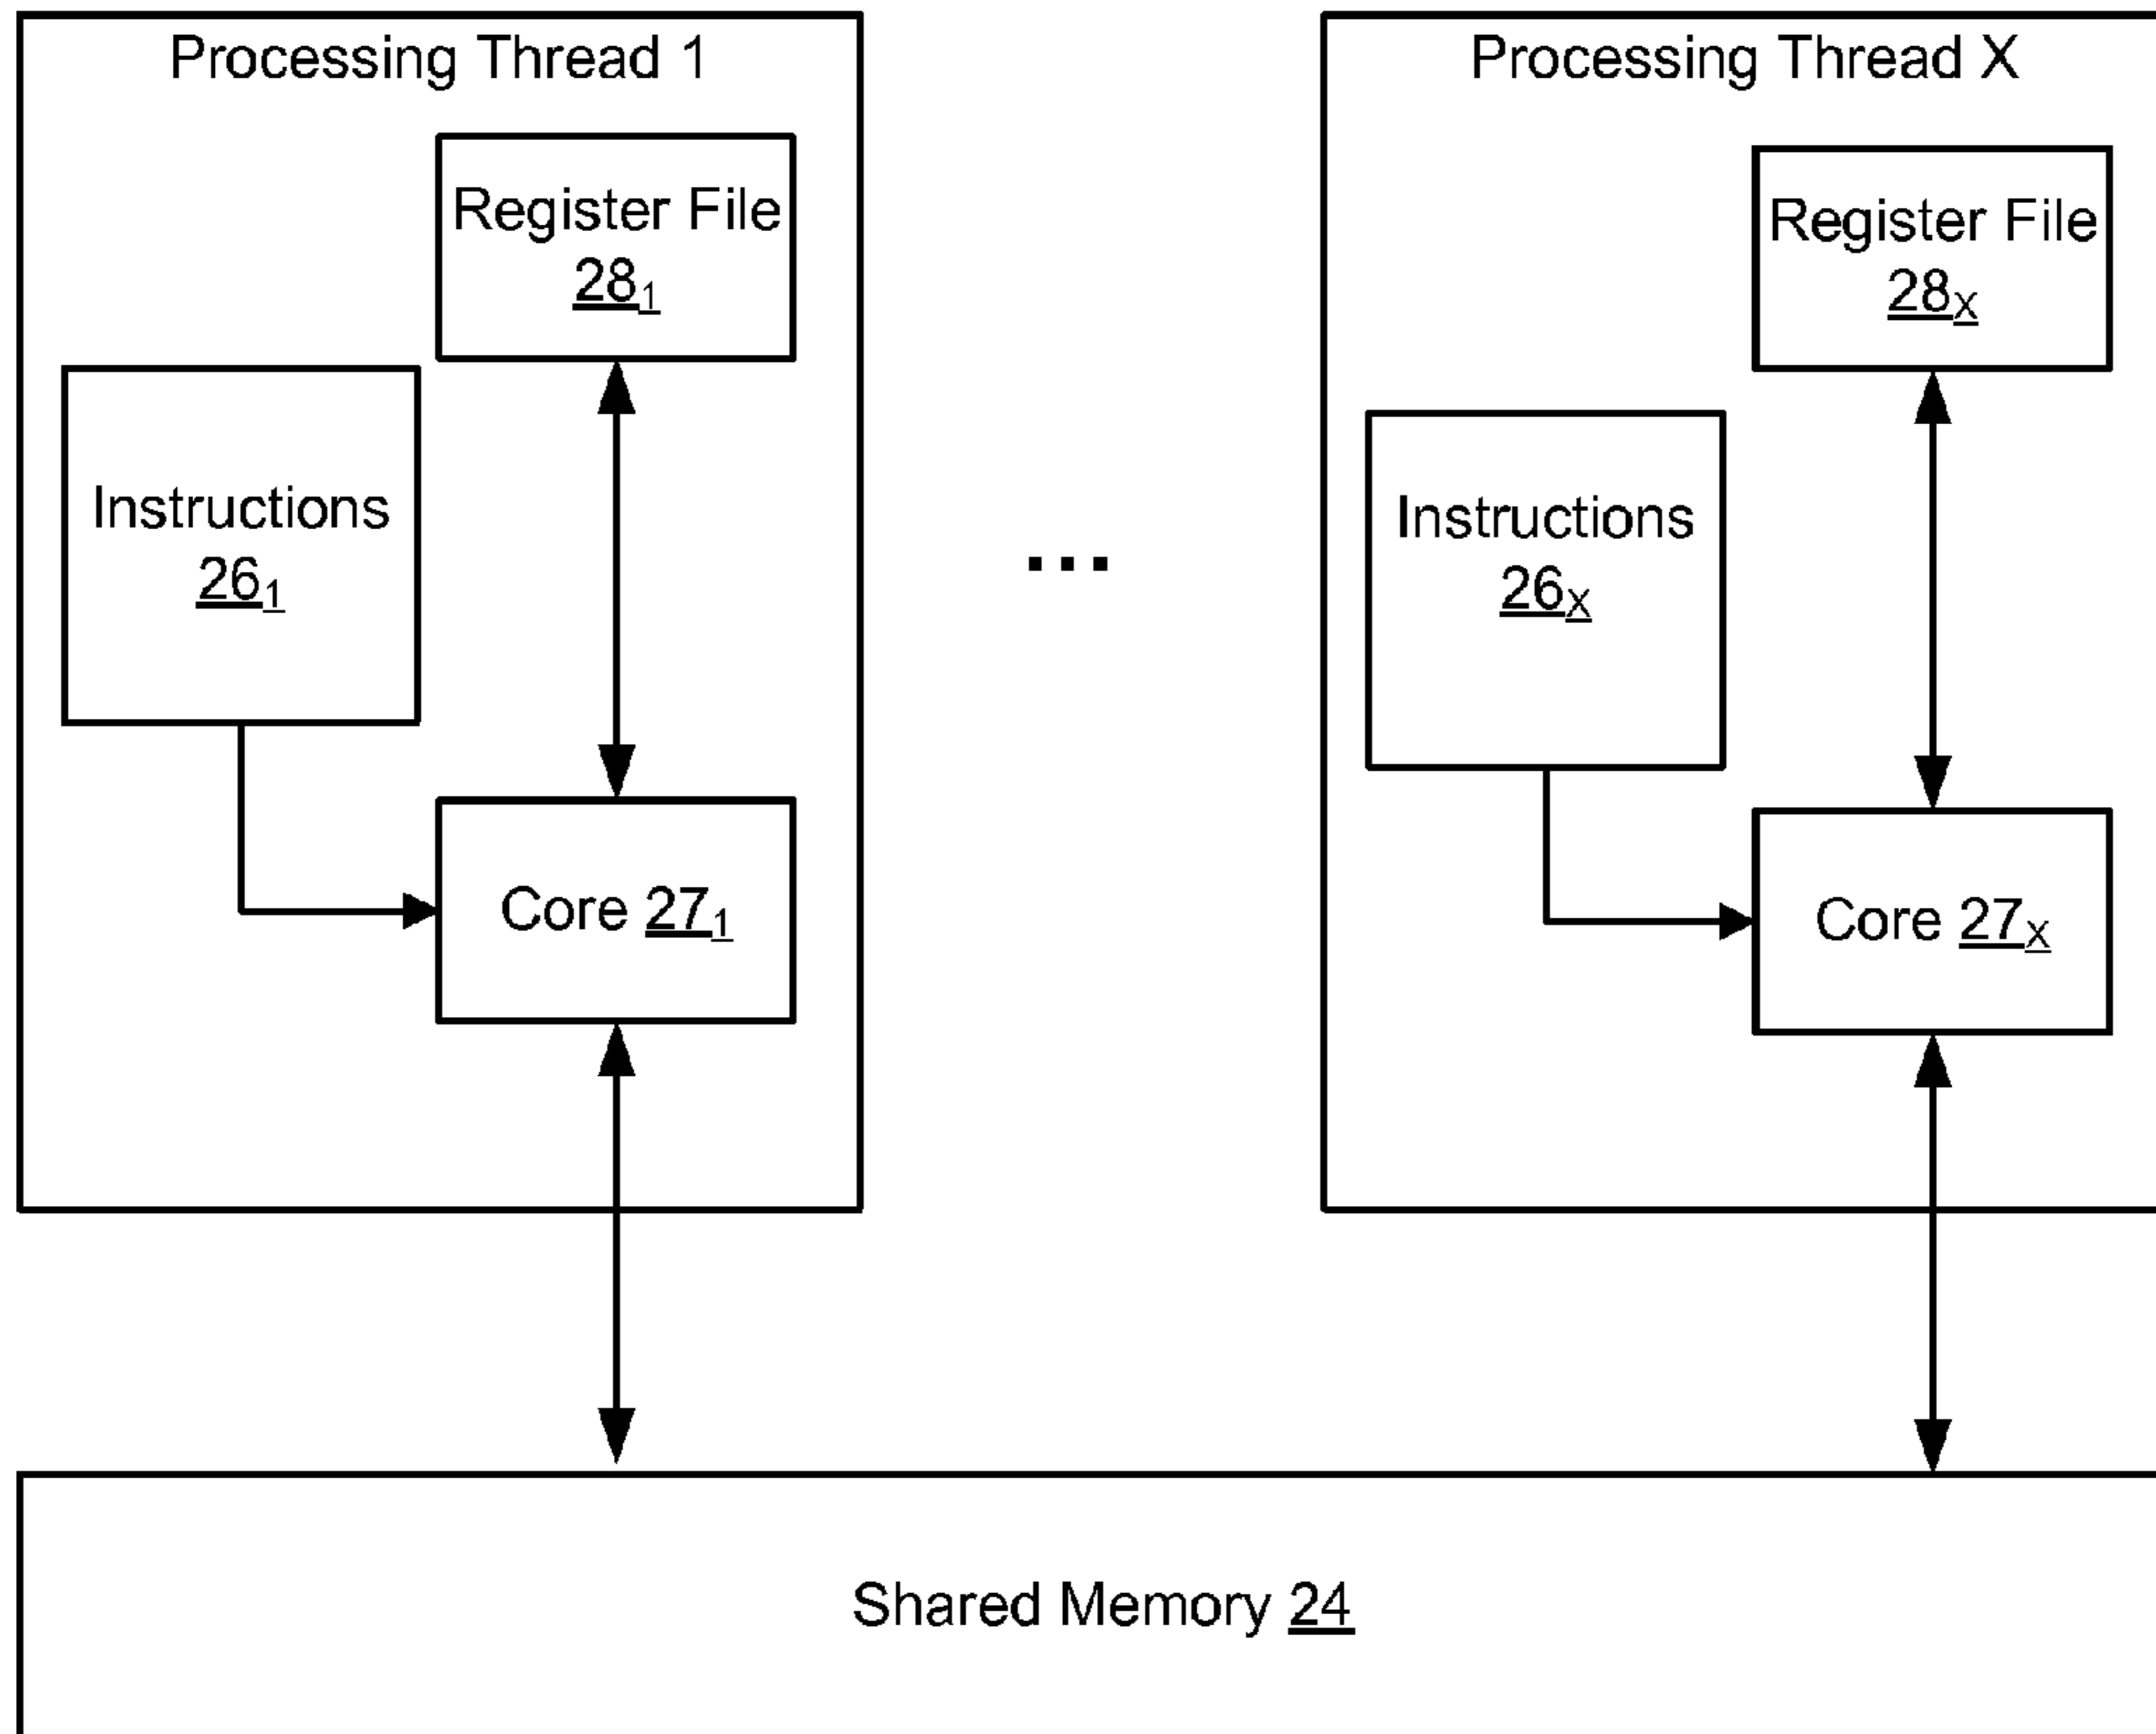 Processing Thread 1
Register File
28₁
Instructions
26₁
Core 27₁
...
Processing Thread X
Register File
28ₓ
Instructions
26ₓ
Core 27ₓ
Shared Memory 24